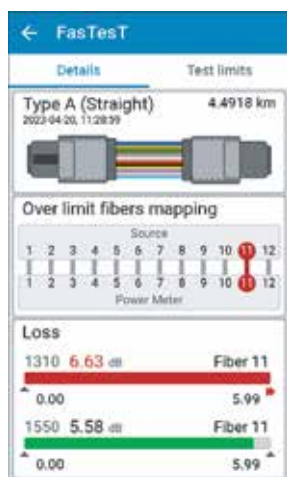 ← FasTesT
Details Test limits
Type A (Straight) 4.4918 km
2023-04-20, 11:28:59
Over limit fibers mapping
Source
1 2 3 4 5 6 7 8 9 10 11 12
1 2 3 4 5 6 7 8 9 10 11 12
Power Meter
Loss
1310 6.63 dB Fiber 11
0.00 5.99
1550 5.58 dB Fiber 11
0.00 5.99